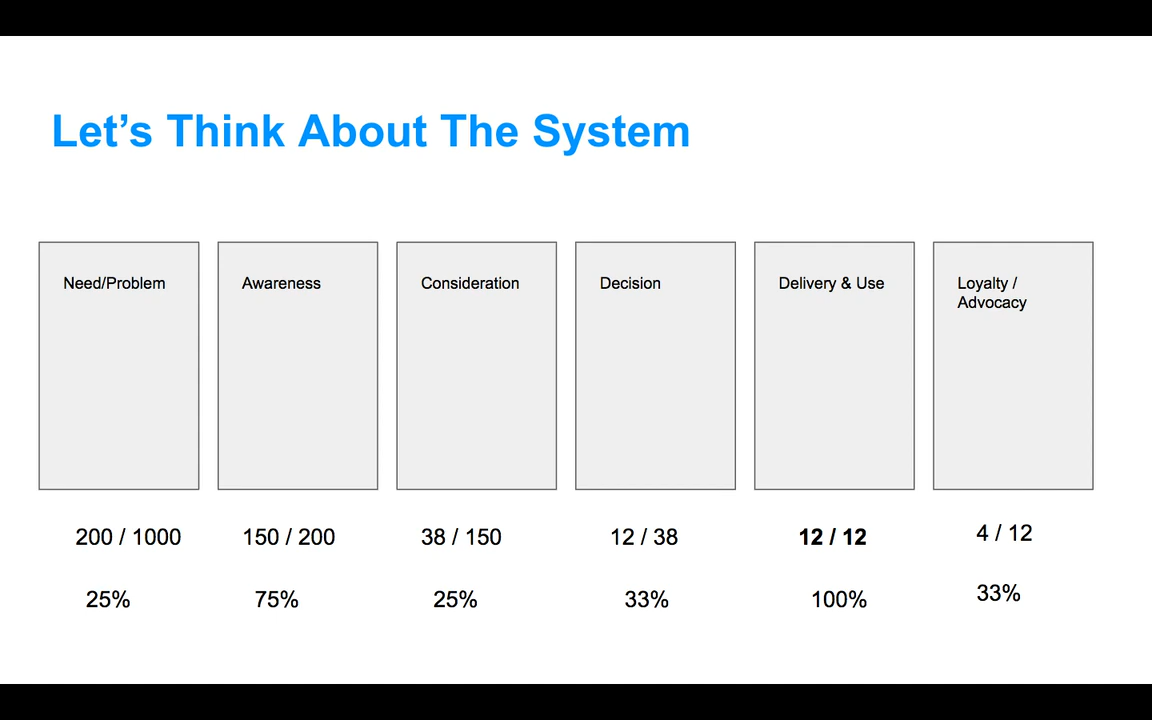 Let’s Think About The System
Need/Problem
Awareness
Consideration
Decision
Delivery & Use
Loyalty /
Advocacy
200 / 1000
150 / 200
38 / 150
12 / 38
12 / 12
4 / 12
25%
75%
25%
33%
100%
33%